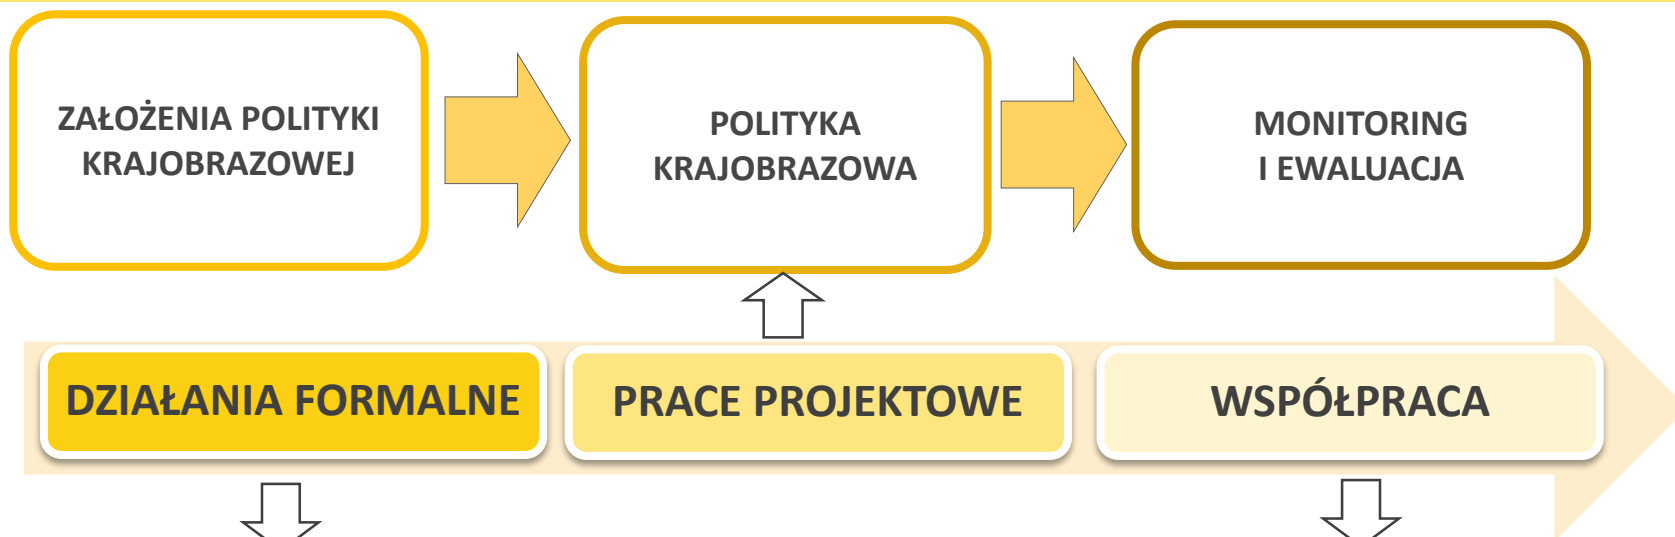 ZAŁOŻENIA POLITYKI
KRAJOBRAZOWEJ
POLITYKA
KRAJOBRAZOWA
MONITORING
I EWALUACJA
DZIAŁANIA FORMALNE
PRACE PROJEKTOWE
WSPÓŁPRACA